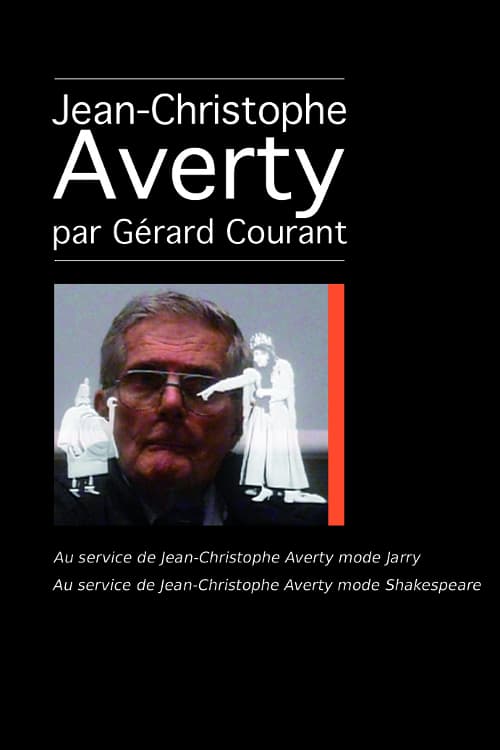 Jean-Christophe
Averty
par Gérard Courant
Au service de Jean-Christophe Averty mode Jarry
Au service de Jean-Christophe Averty mode Shakespeare